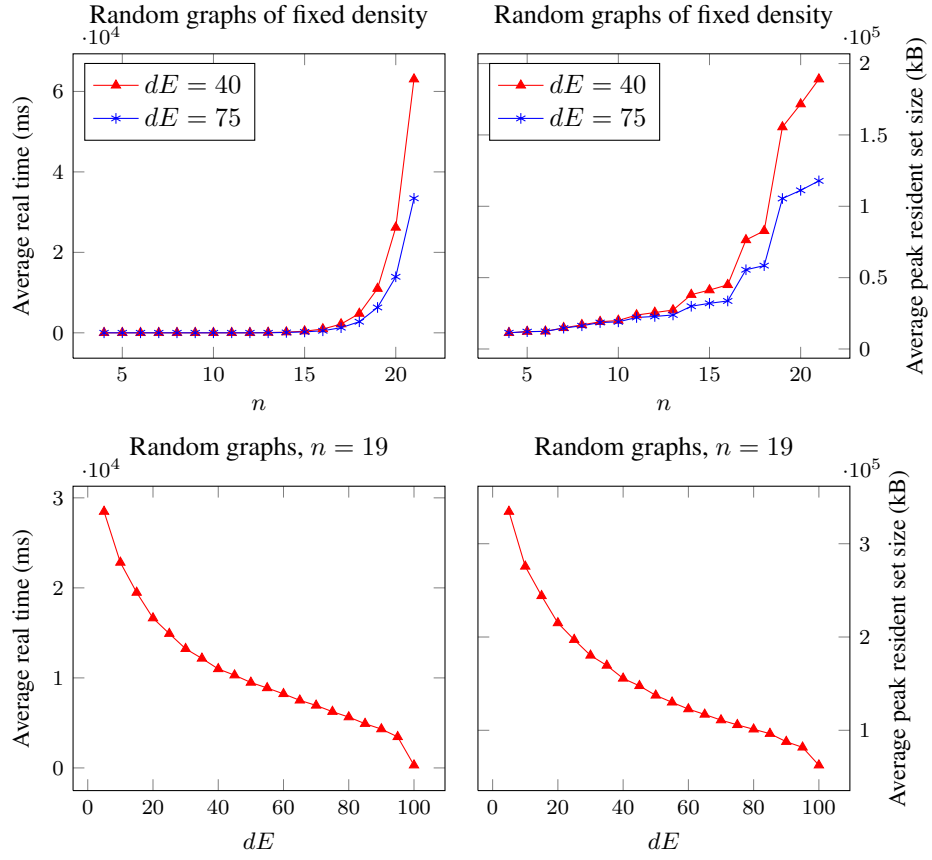 Random graphs of fixed density
·10^4
Average real time (ms)
6
4
2
0
dE = 40
dE = 75
5 10 15 20
n
Random graphs of fixed density
·10^5
Average peak resident set size (kB)
2
1.5
1
0.5
0
dE = 40
dE = 75
5 10 15 20
n
Random graphs, n = 19
·10^4
Average real time (ms)
3
2
1
0
0 20 40 60 80 100
dE
Random graphs, n = 19
·10^5
Average peak resident set size (kB)
3
2
1
0 20 40 60 80 100
dE